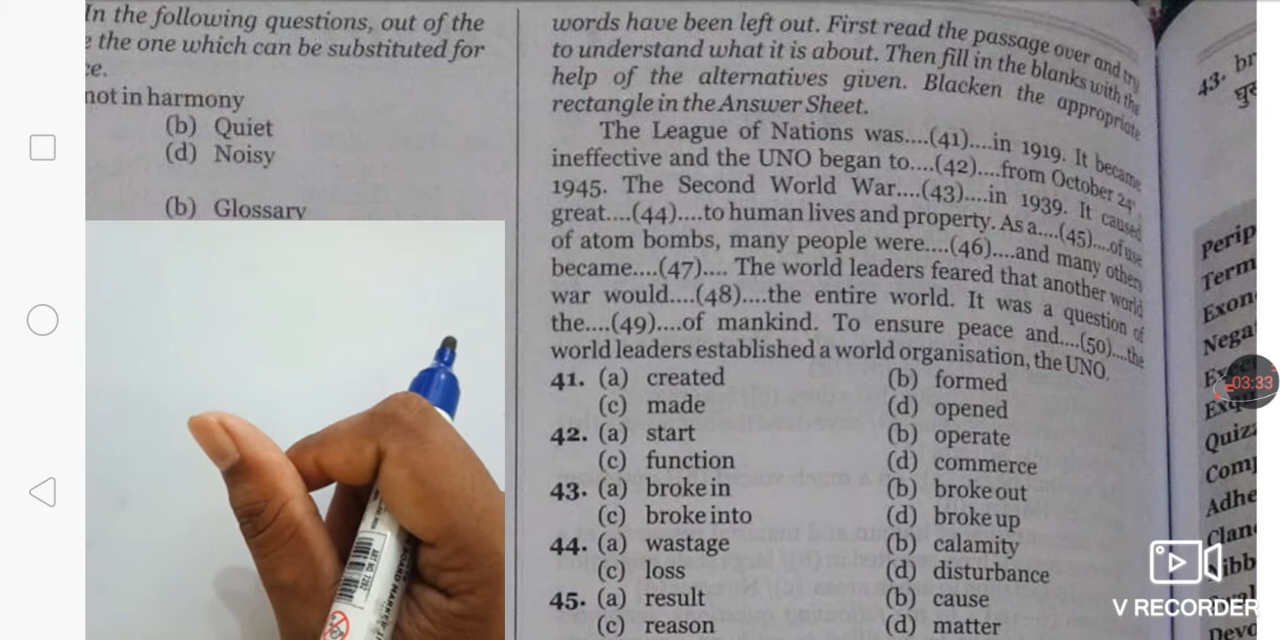 In the following questions, out of the
the one which can be substituted for
not in harmony
(b) Quiet
(d) Noisy
(b) Glossary
words have been left out. First read the passage over and try
to understand what it is about. Then fill in the blanks with the
help of the alternatives given. Blacken the appropriate
rectangle in the Answer Sheet.
The League of Nations was....(41)....in 1919. It became
ineffective and the UNO began to....(42)....from October 24,
1945. The Second World War....(43)....in 1939. It caused
great....(44)....to human lives and property. As a....(45)....of use
of atom bombs, many people were....(46)....and many others
became....(47).... The world leaders feared that another world
war would....(48)....the entire world. It was a question of
the....(49)....of mankind. To ensure peace and....(50)....the
world leaders established a world organisation, the UNO.
41. (a) created (b) formed
(c) made (d) opened
42. (a) start (b) operate
(c) function (d) commerce
43. (a) broke in (b) broke out
(c) broke into (d) broke up
44. (a) wastage (b) calamity
(c) loss (d) disturbance
45. (a) result (b) cause
(c) reason (d) matter
43. br
Perip
Term
Exon
Nega
Quiz
Adhe
Clan
03:33
V RECORDER